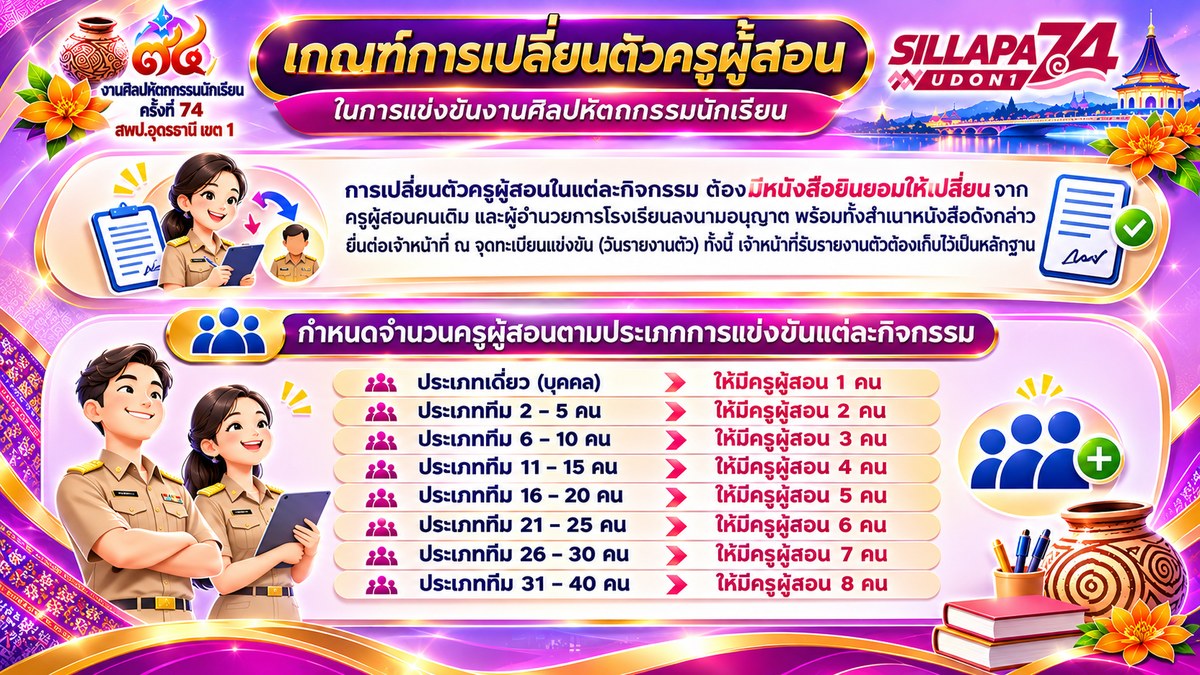 ๗๔
งานศิลปหัตถกรรมนักเรียน
ครั้งที่ 74
สพป.อุดรธานี เขต 1
เกณฑ์การเปลี่ยนตัวครูผู้สอน
ในการแข่งขันงานศิลปหัตถกรรมนักเรียน
SILLAPA 74
UDON1
การเปลี่ยนตัวครูผู้สอนในแต่ละกิจกรรม ต้องมีหนังสือยินยอมให้เปลี่ยน จาก
ครูผู้สอนคนเดิม และผู้อำนวยการโรงเรียนลงนามอนุญาต พร้อมทั้งสำเนาหนังสือดังกล่าว
ยื่นต่อเจ้าหน้าที่ ณ จุดทะเบียนแข่งขัน (วันรายงานตัว) ทั้งนี้ เจ้าหน้าที่รับรายงานตัวต้องเก็บไว้เป็นหลักฐาน
กำหนดจำนวนครูผู้สอนตามประเภทการแข่งขันแต่ละกิจกรรม
ประเภทเดี่ยว (บุคคล) ให้มีครูผู้สอน 1 คน
ประเภททีม 2 - 5 คน ให้มีครูผู้สอน 2 คน
ประเภททีม 6 - 10 คน ให้มีครูผู้สอน 3 คน
ประเภททีม 11 - 15 คน ให้มีครูผู้สอน 4 คน
ประเภททีม 16 - 20 คน ให้มีครูผู้สอน 5 คน
ประเภททีม 21 - 25 คน ให้มีครูผู้สอน 6 คน
ประเภททีม 26 - 30 คน ให้มีครูผู้สอน 7 คน
ประเภททีม 31 - 40 คน ให้มีครูผู้สอน 8 คน